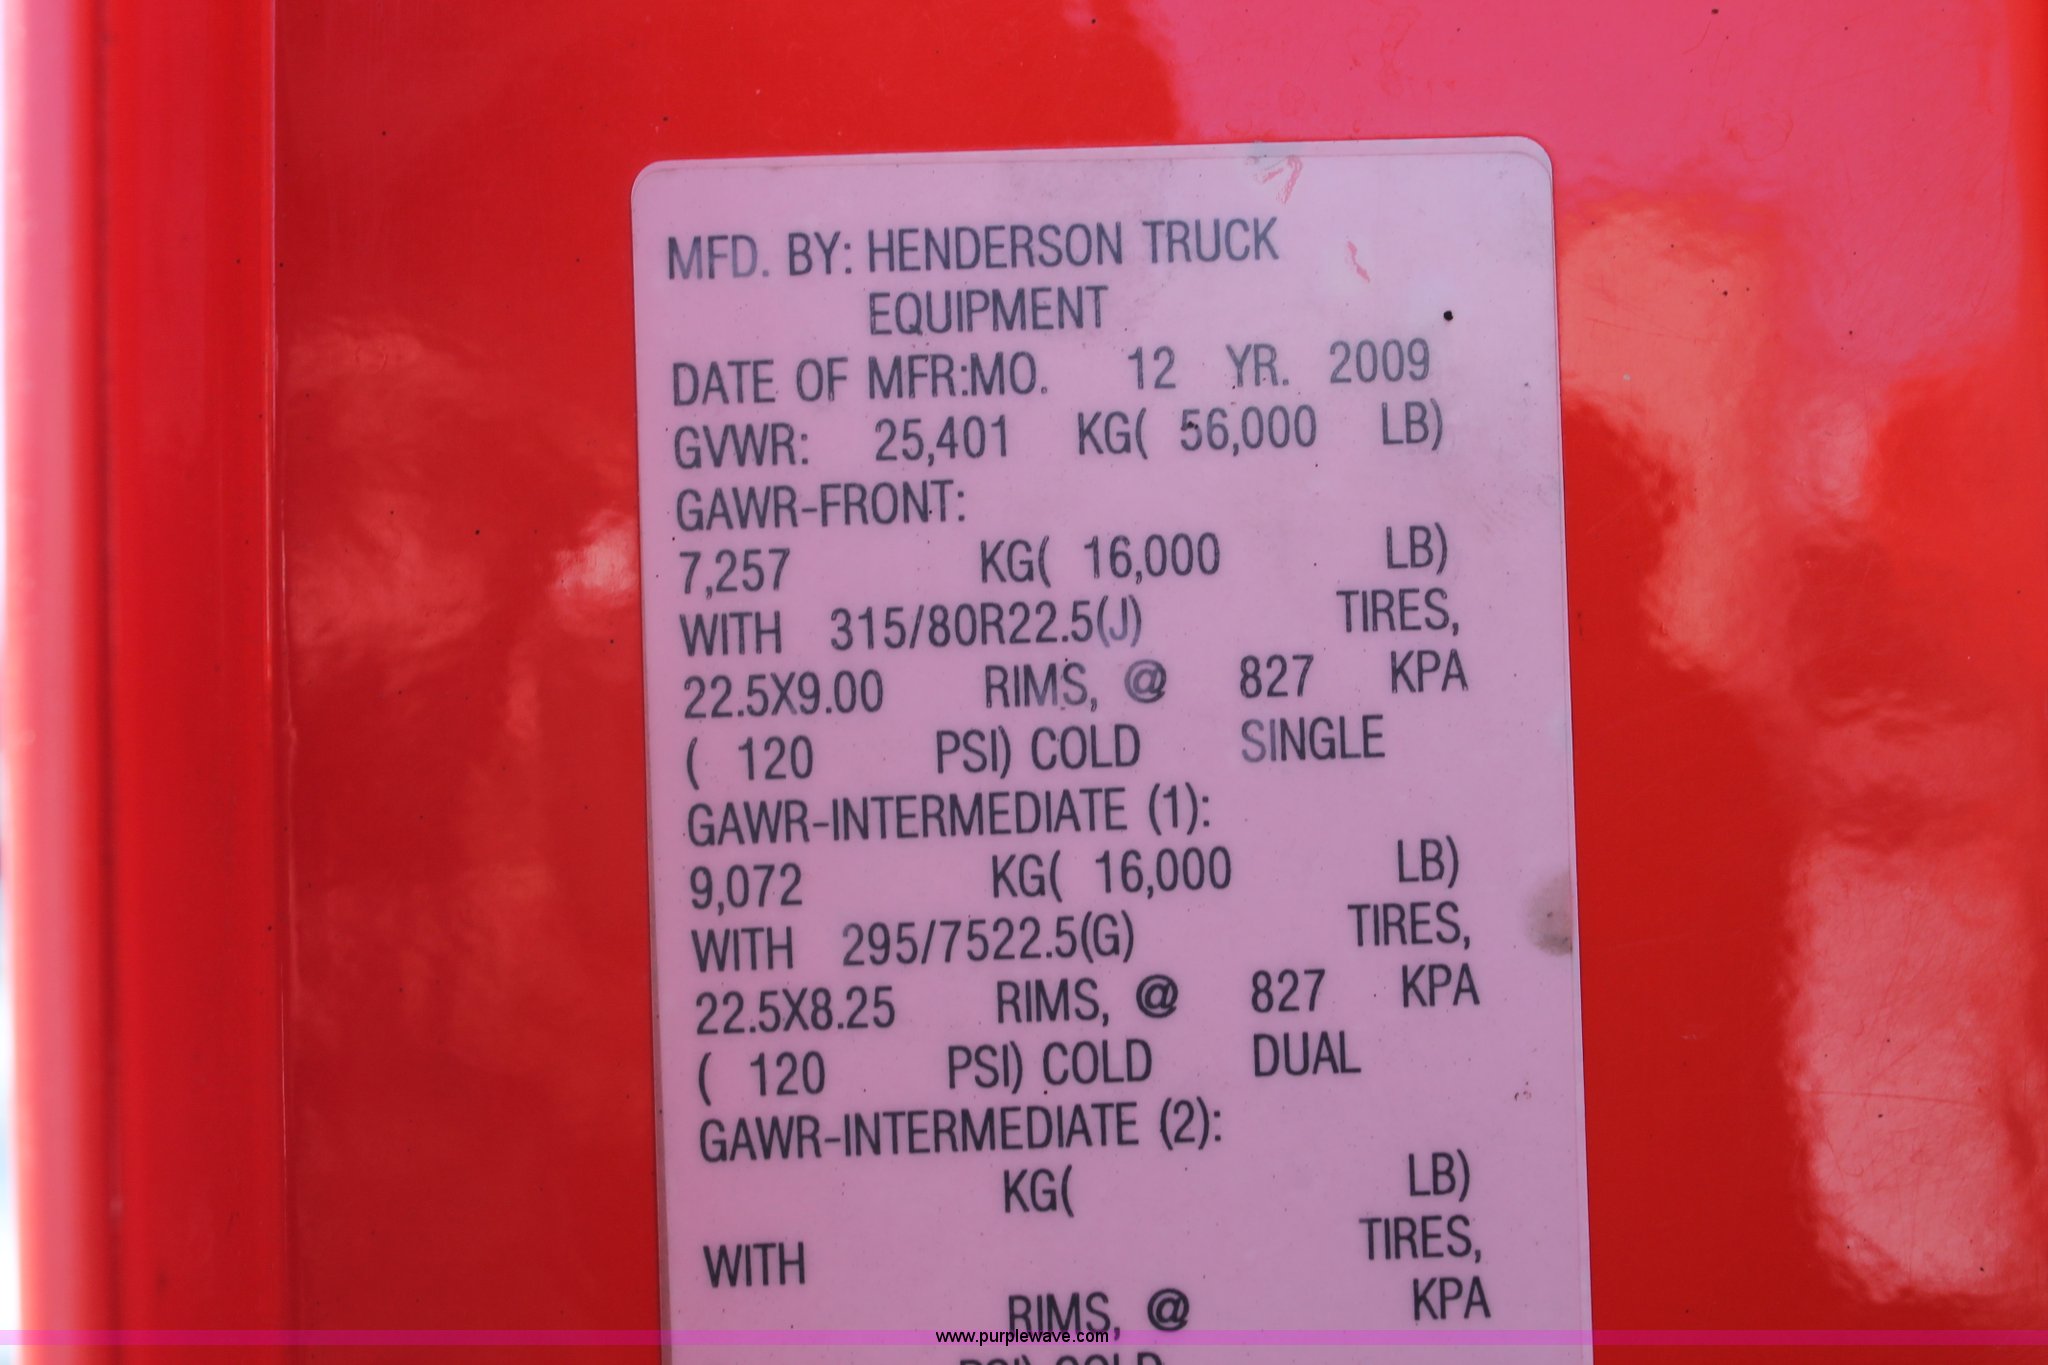 MFD. BY: HENDERSON TRUCK
EQUIPMENT
DATE OF MFR:MO. 12 YR. 2009
GVWR: 25,401 KG( 56,000 LB)
GAWR-FRONT:
7,257 KG( 16,000 LB)
WITH 315/80R22.5(J) TIRES,
22.5X9.00 RIMS, @ 827 KPA
( 120 PSI) COLD SINGLE
GAWR-INTERMEDIATE (1):
9,072 KG( 16,000 LB)
WITH 295/7522.5(G) TIRES,
22.5X8.25 RIMS, @ 827 KPA
( 120 PSI) COLD DUAL
GAWR-INTERMEDIATE (2):
KG( LB)
WITH TIRES,
RIMS, @ KPA
www.purplewave.com
PSI) COLD